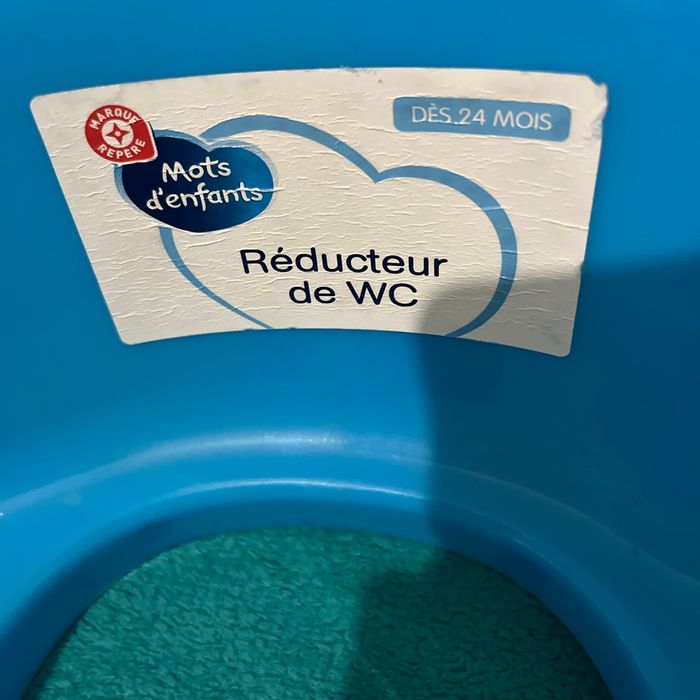 MARQUE
REPÈRE
Mots
d'enfants
DÈS.24 MOIS
Réducteur
de WC